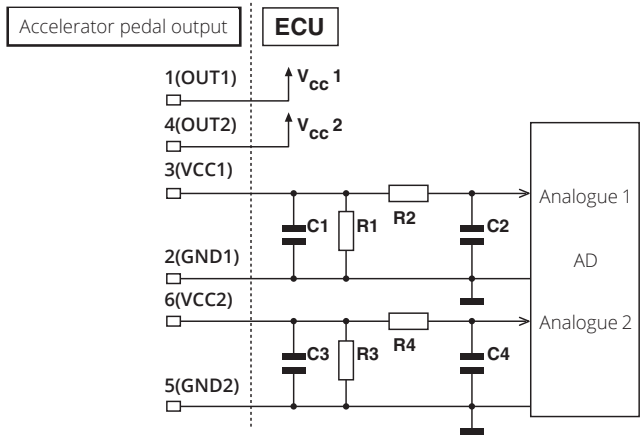 Accelerator pedal output
ECU
1(OUT1)
Vcc 1
4(OUT2)
Vcc 2
3(VCC1)
C1
R1
R2
C2
Analogue 1
2(GND1)
AD
6(VCC2)
C3
R3
R4
C4
Analogue 2
5(GND2)